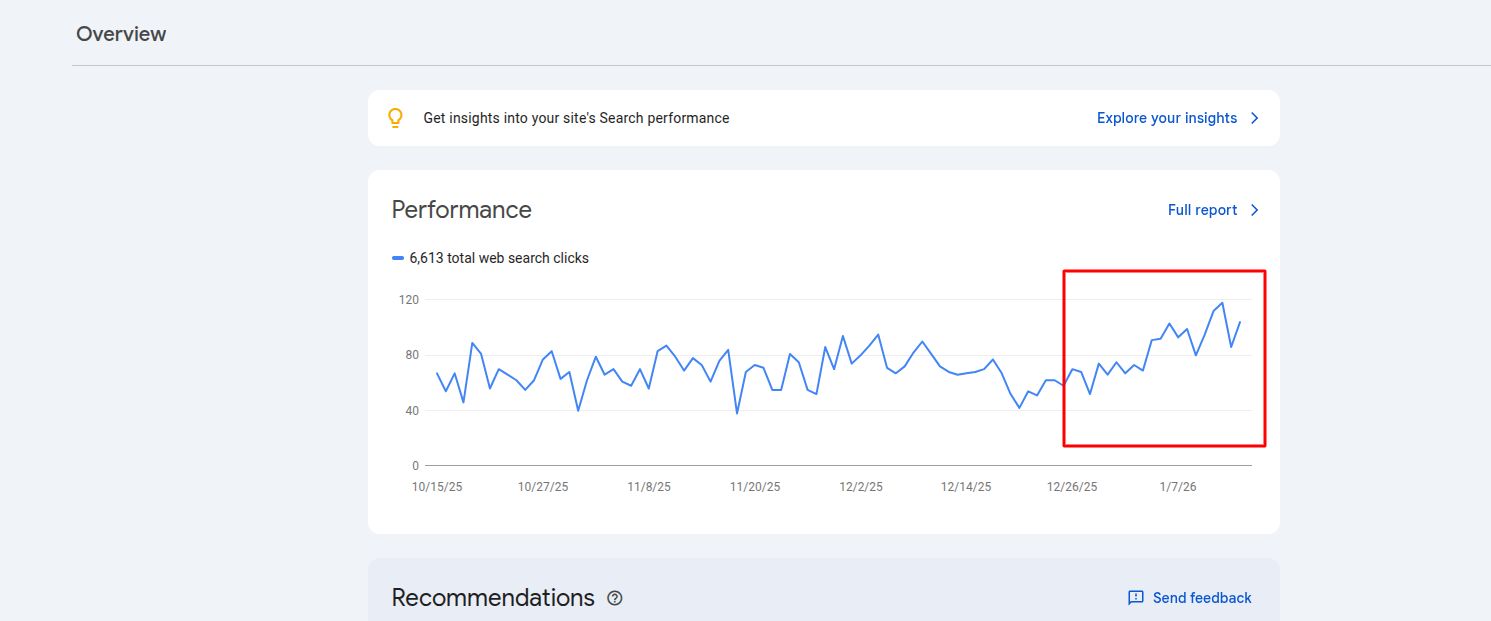 Overview
Get insights into your site's Search performance
Explore your insights
Performance
Full report
6,613 total web search clicks
120
80
40
0
10/15/25 10/27/25 11/8/25 11/20/25 12/2/25 12/14/25 12/26/25 1/7/26
Recommendations
Send feedback